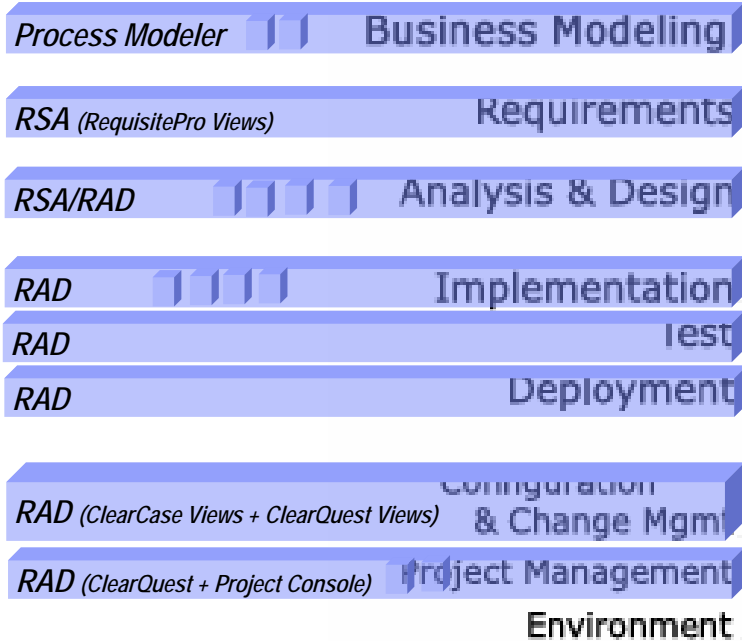 Process Modeler Business Modeling
RSA (RequisitePro Views) Requirements
RSA/RAD Analysis & Design
RAD Implementation
RAD Test
RAD Deployment
Configuration
RAD (ClearCase Views + ClearQuest Views) & Change Mgmt
RAD (ClearQuest + Project Console) Project Management
Environment